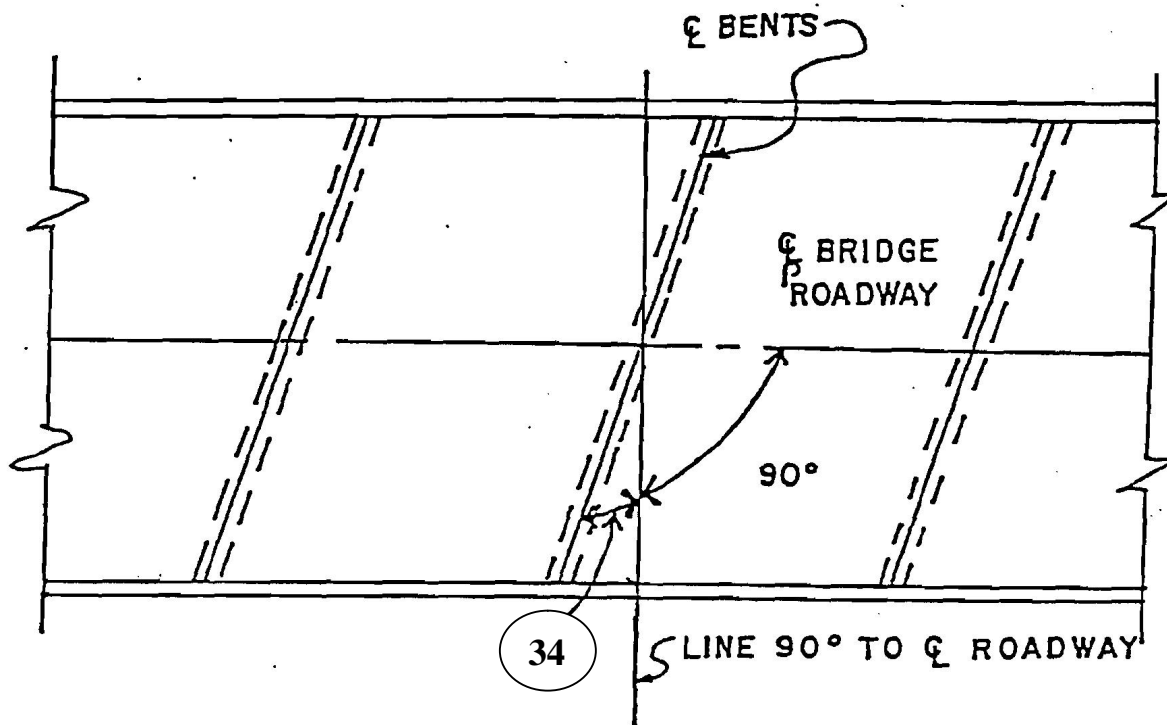 ℄ BENTS
℄ BRIDGE
ROADWAY
90°
34
LINE 90° TO ℄ ROADWAY